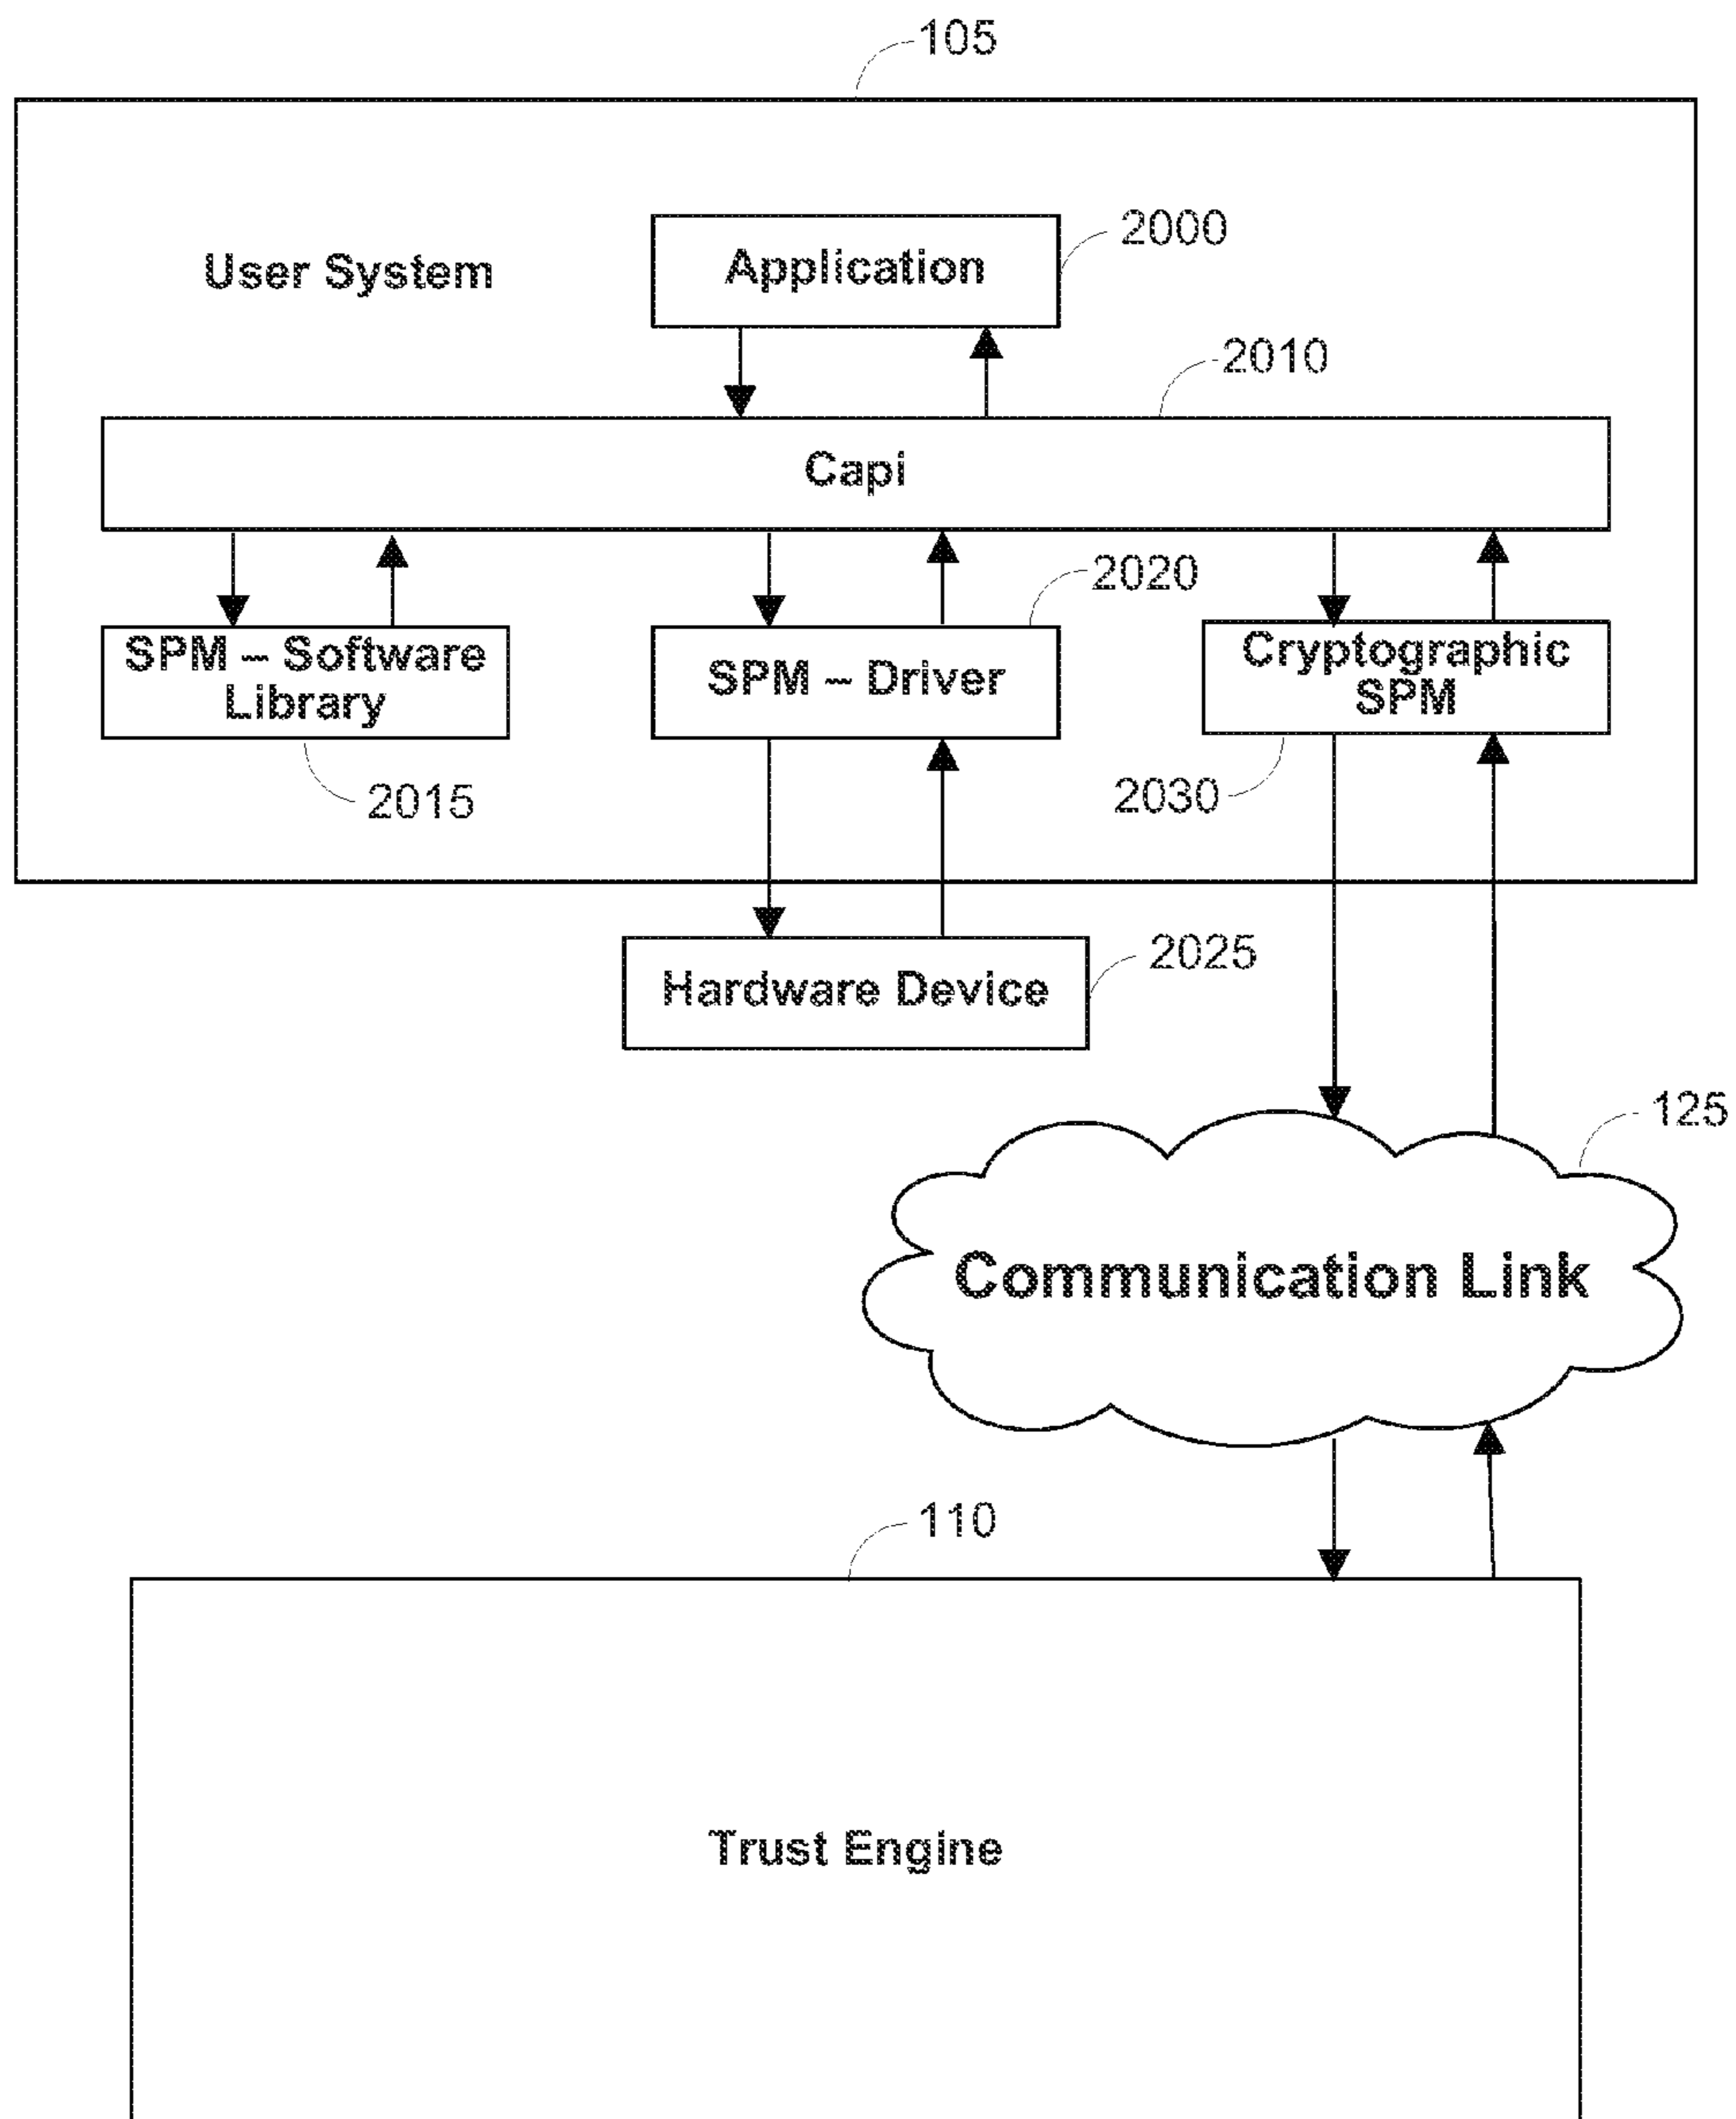 105
User System
Application
2000
2010
Capi
2020
SPM – Software
Library
SPM – Driver
Cryptographic
SPM
2015
2030
Hardware Device
2025
125
Communication Link
110
Trust Engine